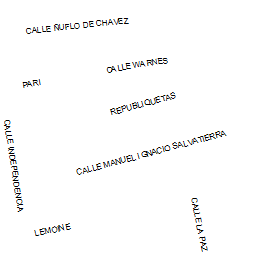 CALLE ÑUFLO DE CHAVEZ
CALLE WARNES
PARI
REPUBLIQUETAS
CALLE MANUEL IGNACIO SALVATIERRA
CALLE INDEPENDENCIA
LEMOINE
CALLE LA PAZ